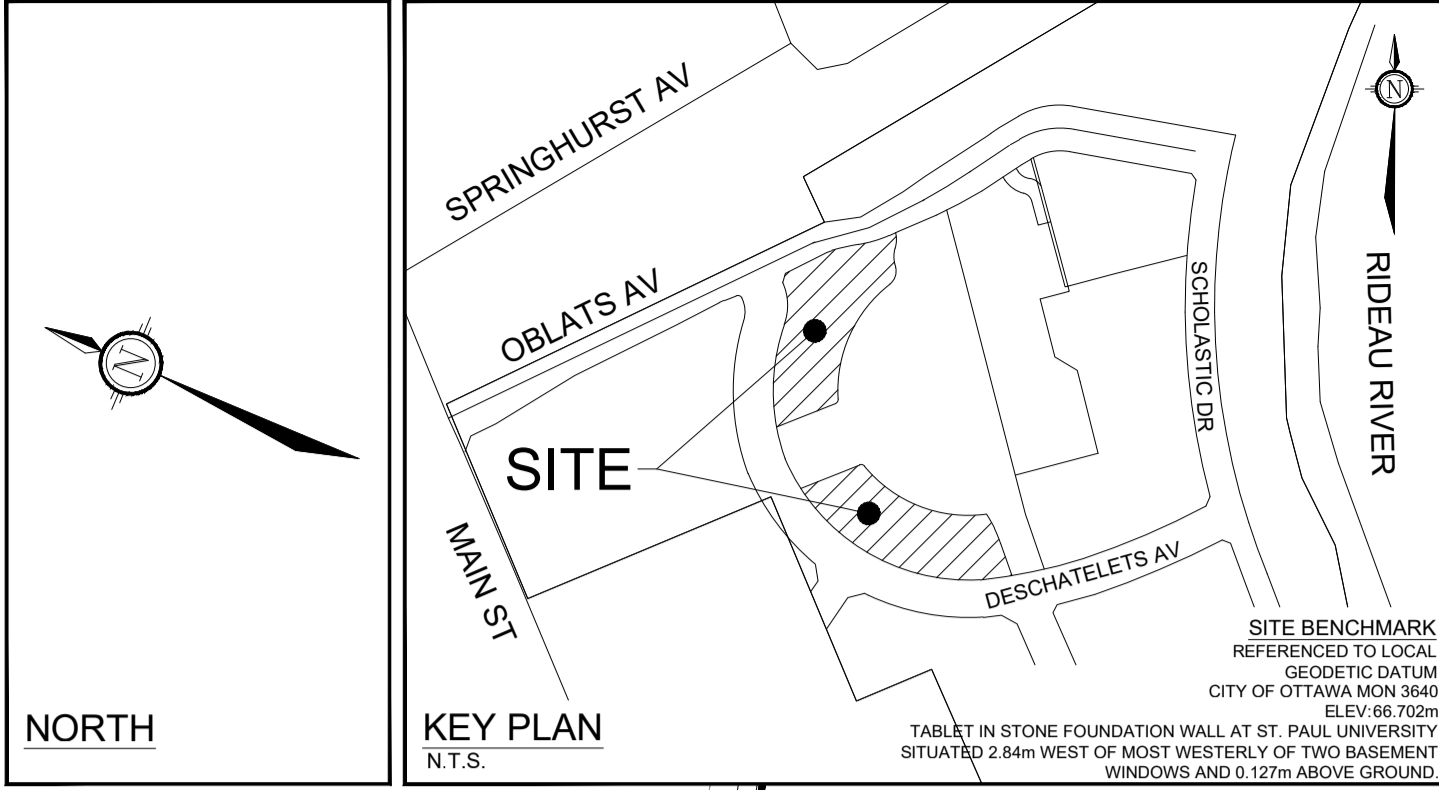 N
NORTH
SPRINGHURST AV
OBLATS AV
SITE
MAIN ST
SCHOLASTIC DR
DESCHATELETS AV
N
RIDEAU RIVER
KEY PLAN
N.T.S.
SITE BENCHMARK
REFERENCED TO LOCAL
GEODETIC DATUM
CITY OF OTTAWA MON 3640
ELEV:66.702m
TABLET IN STONE FOUNDATION WALL AT ST. PAUL UNIVERSITY
SITUATED 2.84m WEST OF MOST WESTERLY OF TWO BASEMENT
WINDOWS AND 0.127m ABOVE GROUND.